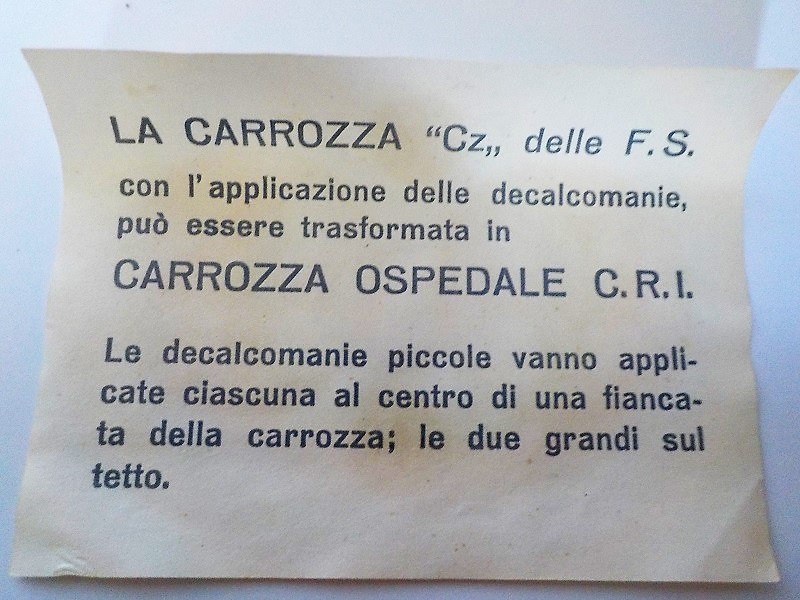 LA CARROZZA “Cz„ delle F. S.
con l'applicazione delle decalcomanie,
può essere trasformata in
CARROZZA OSPEDALE C. R. I.
Le decalcomanie piccole vanno appli-
cate ciascuna al centro di una fianca-
ta della carrozza; le due grandi sul
tetto.